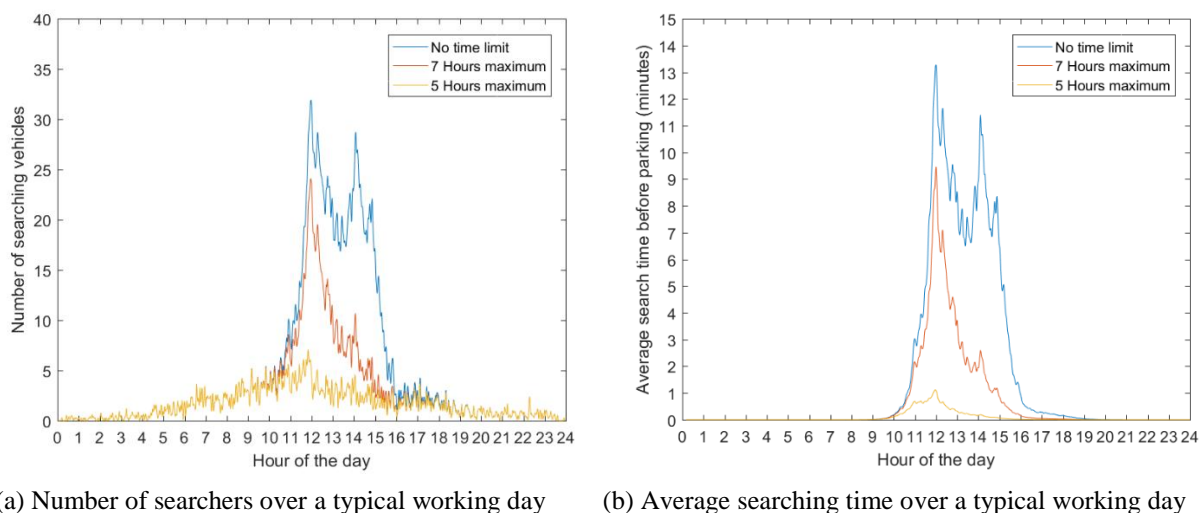 40
35
30
25
20
15
10
5
0
Number of searching vehicles
No time limit
7 Hours maximum
5 Hours maximum
0 1 2 3 4 5 6 7 8 9 10 11 12 13 14 15 16 17 18 19 20 21 22 23 24
Hour of the day
(a) Number of searchers over a typical working day
15
14
13
12
11
10
9
8
7
6
5
4
3
2
1
0
Average search time before parking (minutes)
No time limit
7 Hours maximum
5 Hours maximum
0 1 2 3 4 5 6 7 8 9 10 11 12 13 14 15 16 17 18 19 20 21 22 23 24
Hour of the day
(b) Average searching time over a typical working day